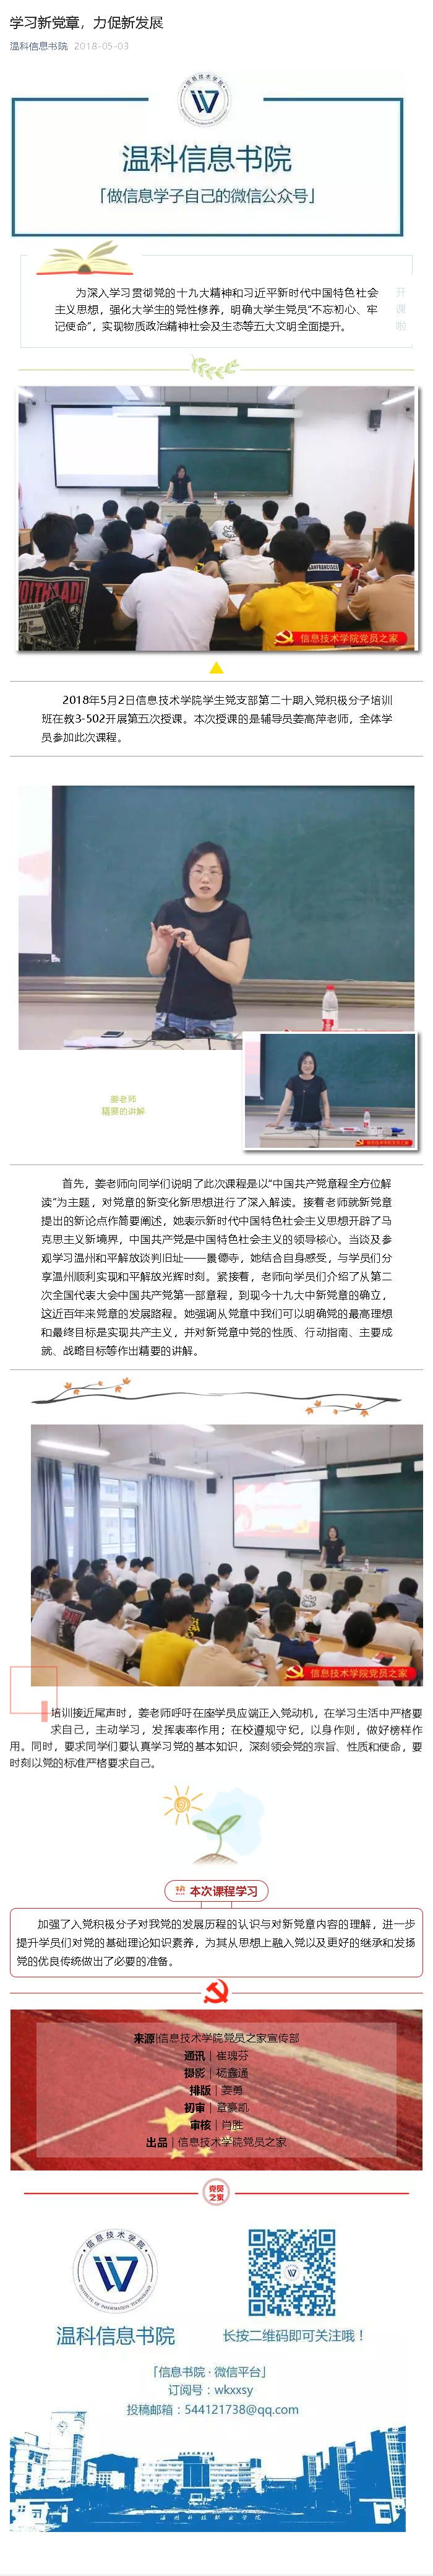 学习新党章，力促新发展
温科信息书院 2018-05-03
信息技术学院
INSTITUTE OF INFORMATION TECHNOLOGY
温科信息书院
「做信息学子自己的微信公众号」
为深入学习贯彻党的十九大精神和习近平新时代中国特色社会
主义思想，强化大学生的党性修养，明确大学生党员“不忘初心、牢
记使命”，实现物质政治精神社会及生态等五大文明全面提升。
开
课
啦
SANFRANCISCO
信息技术学院党员之家
2018年5月2日信息技术学院学生党支部第二十期入党积极分子培训
班在教3-502开展第五次授课。本次授课的是辅导员姜高萍老师，全体学
员参加此次课程。
姜老师
精要的讲解
信息技术学院党员之家
首先，姜老师向同学们说明了此次课程是以“中国共产党章程全方位解
读”为主题，对党章的新变化新思想进行了深入解读。接着老师就新党章
提出的新论点作简要阐述，她表示新时代中国特色社会主义思想开辟了马
克思主义新境界，中国共产党是中国特色社会主义的领导核心。当谈及参
观学习温州和平解放谈判旧址——景德寺，她结合自身感受，与学员们分
享温州顺利实现和平解放光辉时刻。紧接着，老师向学员们介绍了从第二
次全国代表大会中国共产党第一部章程，到现今十九大中新党章的确立，
这近百年来党章的发展路程。她强调从党章中我们可以明确党的最高理想
和最终目标是实现共产主义，并对新党章中党的性质、行动指南、主要成
就、战略目标等作出精要的讲解。
信息技术学院党员之家
培训接近尾声时，姜老师呼吁在座学员应端正入党动机，在学习生活中严格要
求自己，主动学习，发挥表率作用；在校遵规守纪，以身作则，做好榜样作
用。同时，要求同学们要认真学习党的基本知识，深刻领会党的宗旨、性质和使命，要
时刻以党的标准严格要求自己。
本次课程学习
加强了入党积极分子对我党的发展历程的认识与对新党章内容的理解，进一步
提升学员们对党的基础理论知识素养，为其从思想上融入党以及更好的继承和发扬
党的优良传统做出了必要的准备。
来源|信息技术学院党员之家宣传部
通讯｜崔瑰芬
摄影｜杨鑫通
排版｜姜勇
初审｜章豪凯
审核｜肖胜
出品｜信息技术学院党员之家
党员
之家
信息技术学院
INSTITUTE OF INFORMATION TECHNOLOGY
温科信息书院
长按二维码即可关注哦！
「信息书院·微信平台」
订阅号：wkxxsy
投稿邮箱：544121738@qq.com
温州科技职业学院